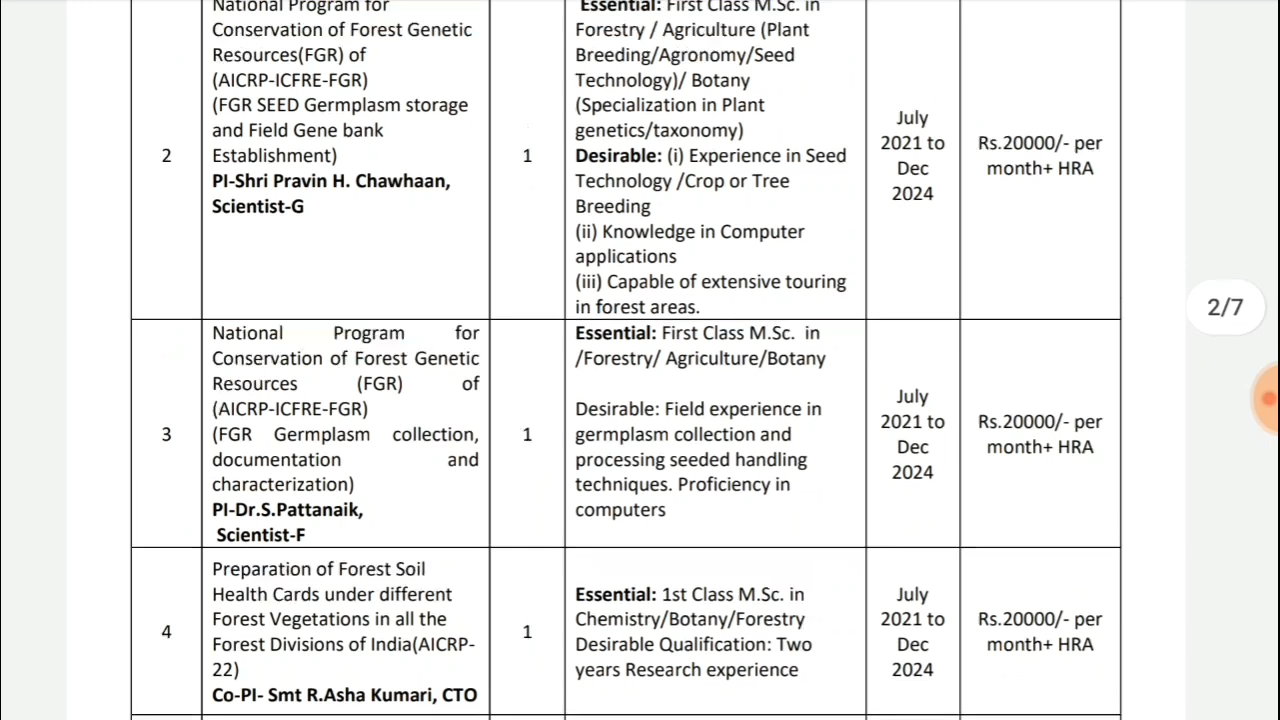 National Program for
Conservation of Forest Genetic
Resources(FGR) of
(AICRP-ICFRE-FGR)
(FGR SEED Germplasm storage
and Field Gene bank
Establishment)
PI-Shri Pravin H. Chawhaan,
Scientist-G
2
1
Essential: First Class M.Sc. in
Forestry / Agriculture (Plant
Breeding/Agronomy/Seed
Technology)/ Botany
(Specialization in Plant
genetics/taxonomy)
Desirable: (i) Experience in Seed
Technology /Crop or Tree
Breeding
(ii) Knowledge in Computer
applications
(iii) Capable of extensive touring
in forest areas.
July
2021 to
Dec
2024
Rs.20000/- per
month+ HRA
2/7
3
National Program for
Conservation of Forest Genetic
Resources (FGR) of
(AICRP-ICFRE-FGR)
(FGR Germplasm collection,
documentation and
characterization)
PI-Dr.S.Pattanaik,
Scientist-F
1
Essential: First Class M.Sc. in
/Forestry/ Agriculture/Botany
Desirable: Field experience in
germplasm collection and
processing seeded handling
techniques. Proficiency in
computers
July
2021 to
Dec
2024
Rs.20000/- per
month+ HRA
4
Preparation of Forest Soil
Health Cards under different
Forest Vegetations in all the
Forest Divisions of India(AICRP-
22)
Co-PI- Smt R.Asha Kumari, CTO
1
Essential: 1st Class M.Sc. in
Chemistry/Botany/Forestry
Desirable Qualification: Two
years Research experience
July
2021 to
Dec
2024
Rs.20000/- per
month+ HRA